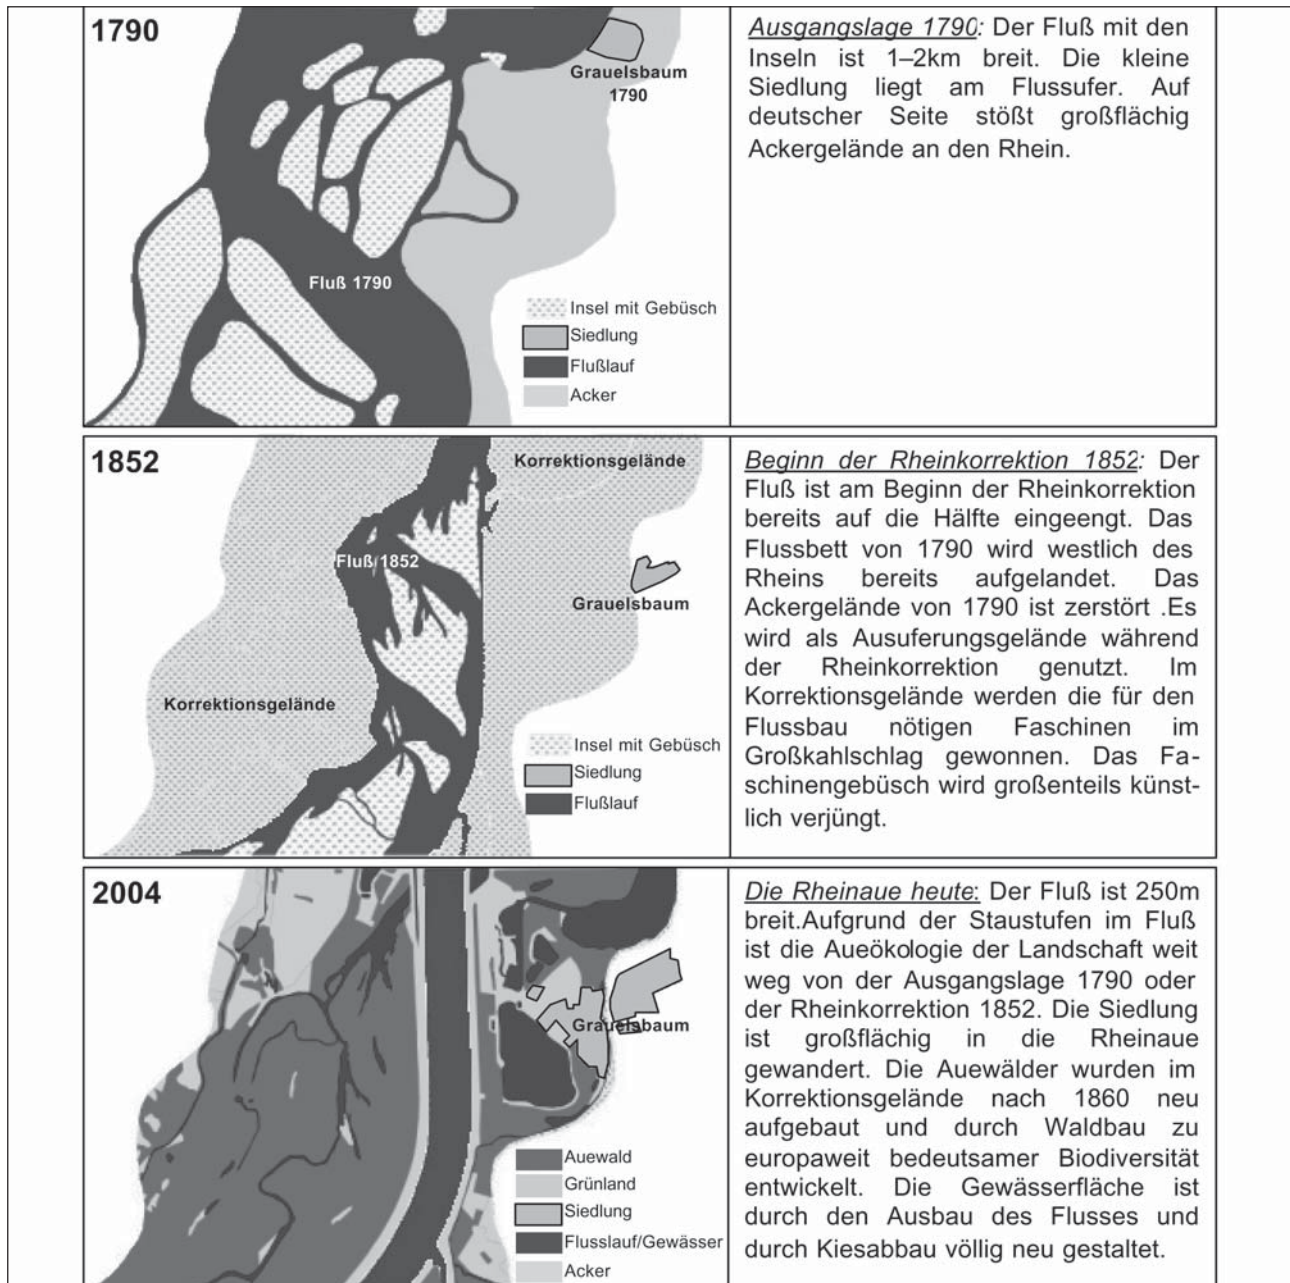 1790
Grauelsbaum
1790
Fluß 1790
Insel mit Gebüsch
Siedlung
Flußlauf
Acker
Ausgangslage 1790: Der Fluß mit den
Inseln ist 1–2km breit. Die kleine
Siedlung liegt am Flussufer. Auf
deutscher Seite stößt großflächig
Ackergelände an den Rhein.
1852
Korrektionsgelände
Fluß 1852
Grauelsbaum
Korrektionsgelände
Insel mit Gebüsch
Siedlung
Flußlauf
Beginn der Rheinkorrektion 1852: Der
Fluß ist am Beginn der Rheinkorrektion
bereits auf die Hälfte eingeengt. Das
Flussbett von 1790 wird westlich des
Rheins bereits aufgelandet. Das
Ackergelände von 1790 ist zerstört .Es
wird als Ausuferungsgelände während
der Rheinkorrektion genutzt. Im
Korrektionsgelände werden die für den
Flussbau nötigen Faschinen im
Großkahlschlag gewonnen. Das Fa-
schinengebüsch wird großenteils künst-
lich verjüngt.
2004
Grauelsbaum
Auewald
Grünland
Siedlung
Flusslauf/Gewässer
Acker
Die Rheinaue heute: Der Fluß ist 250m
breit.Aufgrund der Staustufen im Fluß
ist die Aueökologie der Landschaft weit
weg von der Ausgangslage 1790 oder
der Rheinkorrektion 1852. Die Siedlung
ist großflächig in die Rheinaue
gewandert. Die Auewälder wurden im
Korrektionsgelände nach 1860 neu
aufgebaut und durch Waldbau zu
europaweit bedeutsamer Biodiversität
entwickelt. Die Gewässerfläche ist
durch den Ausbau des Flusses und
durch Kiesabbau völlig neu gestaltet.